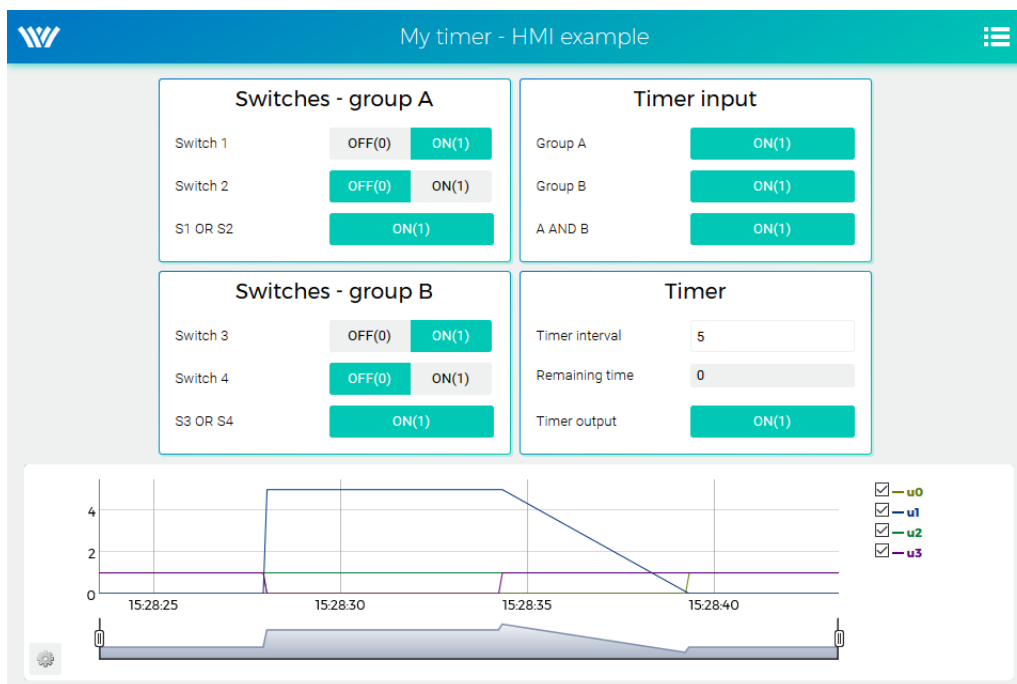 My timer - HMI example
Switches - group A
Switch 1 OFF(0) ON(1)
Switch 2 OFF(0) ON(1)
S1 OR S2 ON(1)
Timer input
Group A ON(1)
Group B ON(1)
A AND B ON(1)
Switches - group B
Switch 3 OFF(0) ON(1)
Switch 4 OFF(0) ON(1)
S3 OR S4 ON(1)
Timer
Timer interval 5
Remaining time 0
Timer output ON(1)
4
2
0
15:28:25 15:28:30 15:28:35 15:28:40
u0
u1
u2
u3